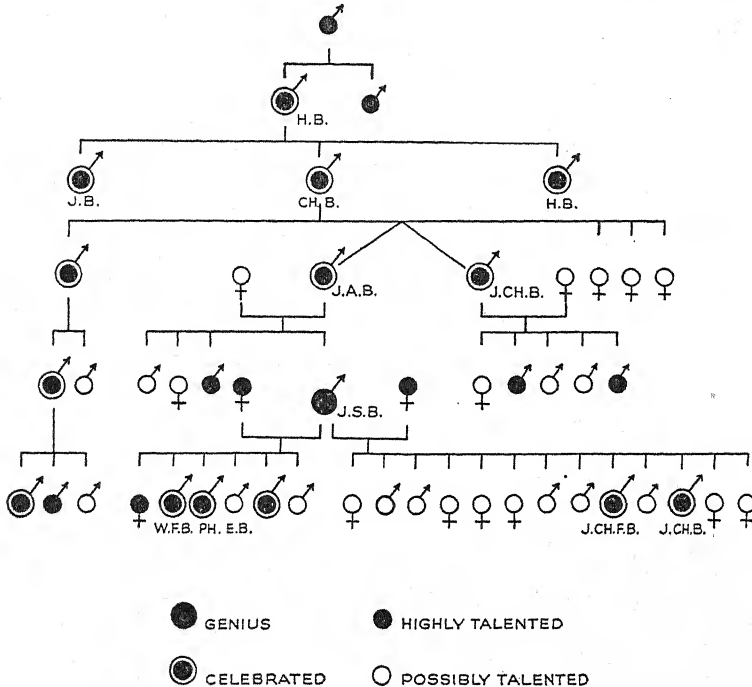 H.B.
J.B. CH.B. H.B.
J.A.B. J.CH.B.
J.S.B.
W.F.B. PH.E.B. J.CH.F.B. J.CH.B.
GENIUS HIGHLY TALENTED
CELEBRATED POSSIBLY TALENTED